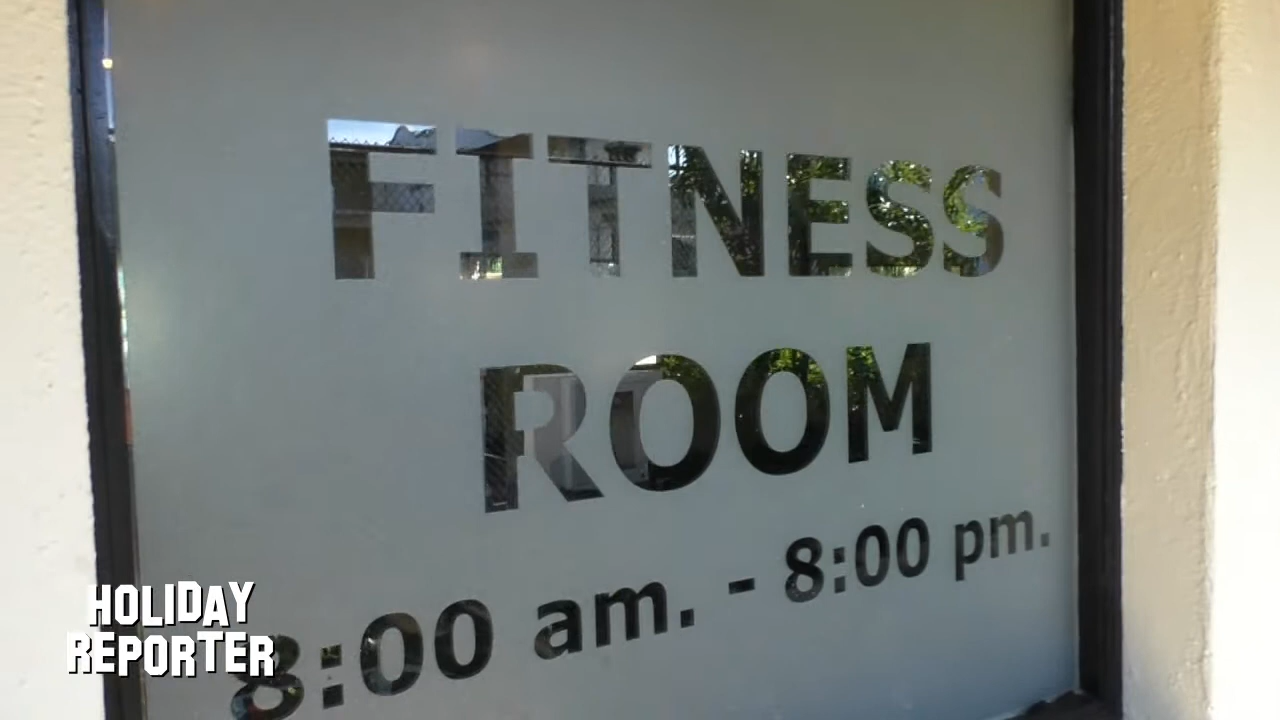 FITNESS
ROOM
8:00 am. - 8:00 pm.
HOLIDAY
REPORTER